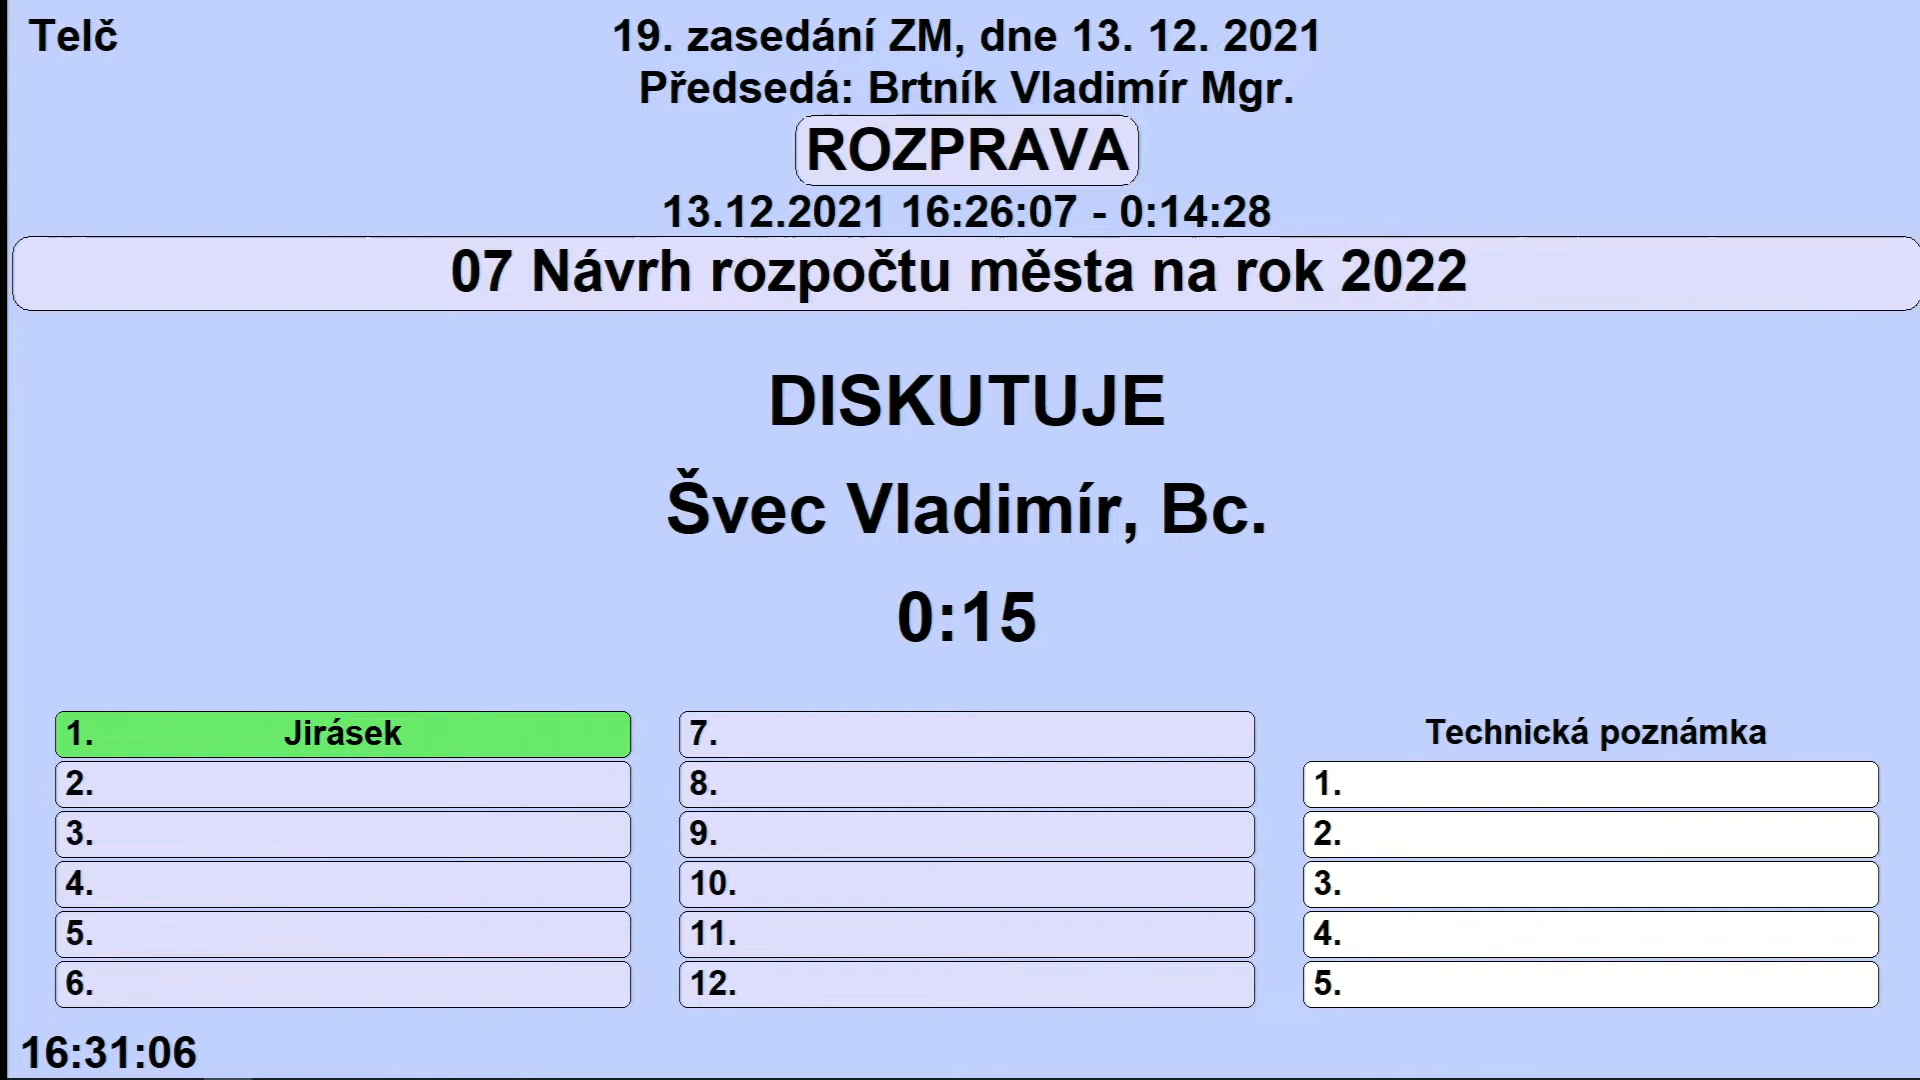 Telč
19. zasedání ZM, dne 13. 12. 2021
Předsedá: Brtník Vladimír Mgr.
ROZPRAVA
13.12.2021 16:26:07 - 0:14:28
07 Návrh rozpočtu města na rok 2022
DISKUTUJE
Švec Vladimír, Bc.
0:15
1. Jirásek
2.
3.
4.
5.
6.
7.
8.
9.
10.
11.
12.
Technická poznámka
1.
2.
3.
4.
5.
16:31:06